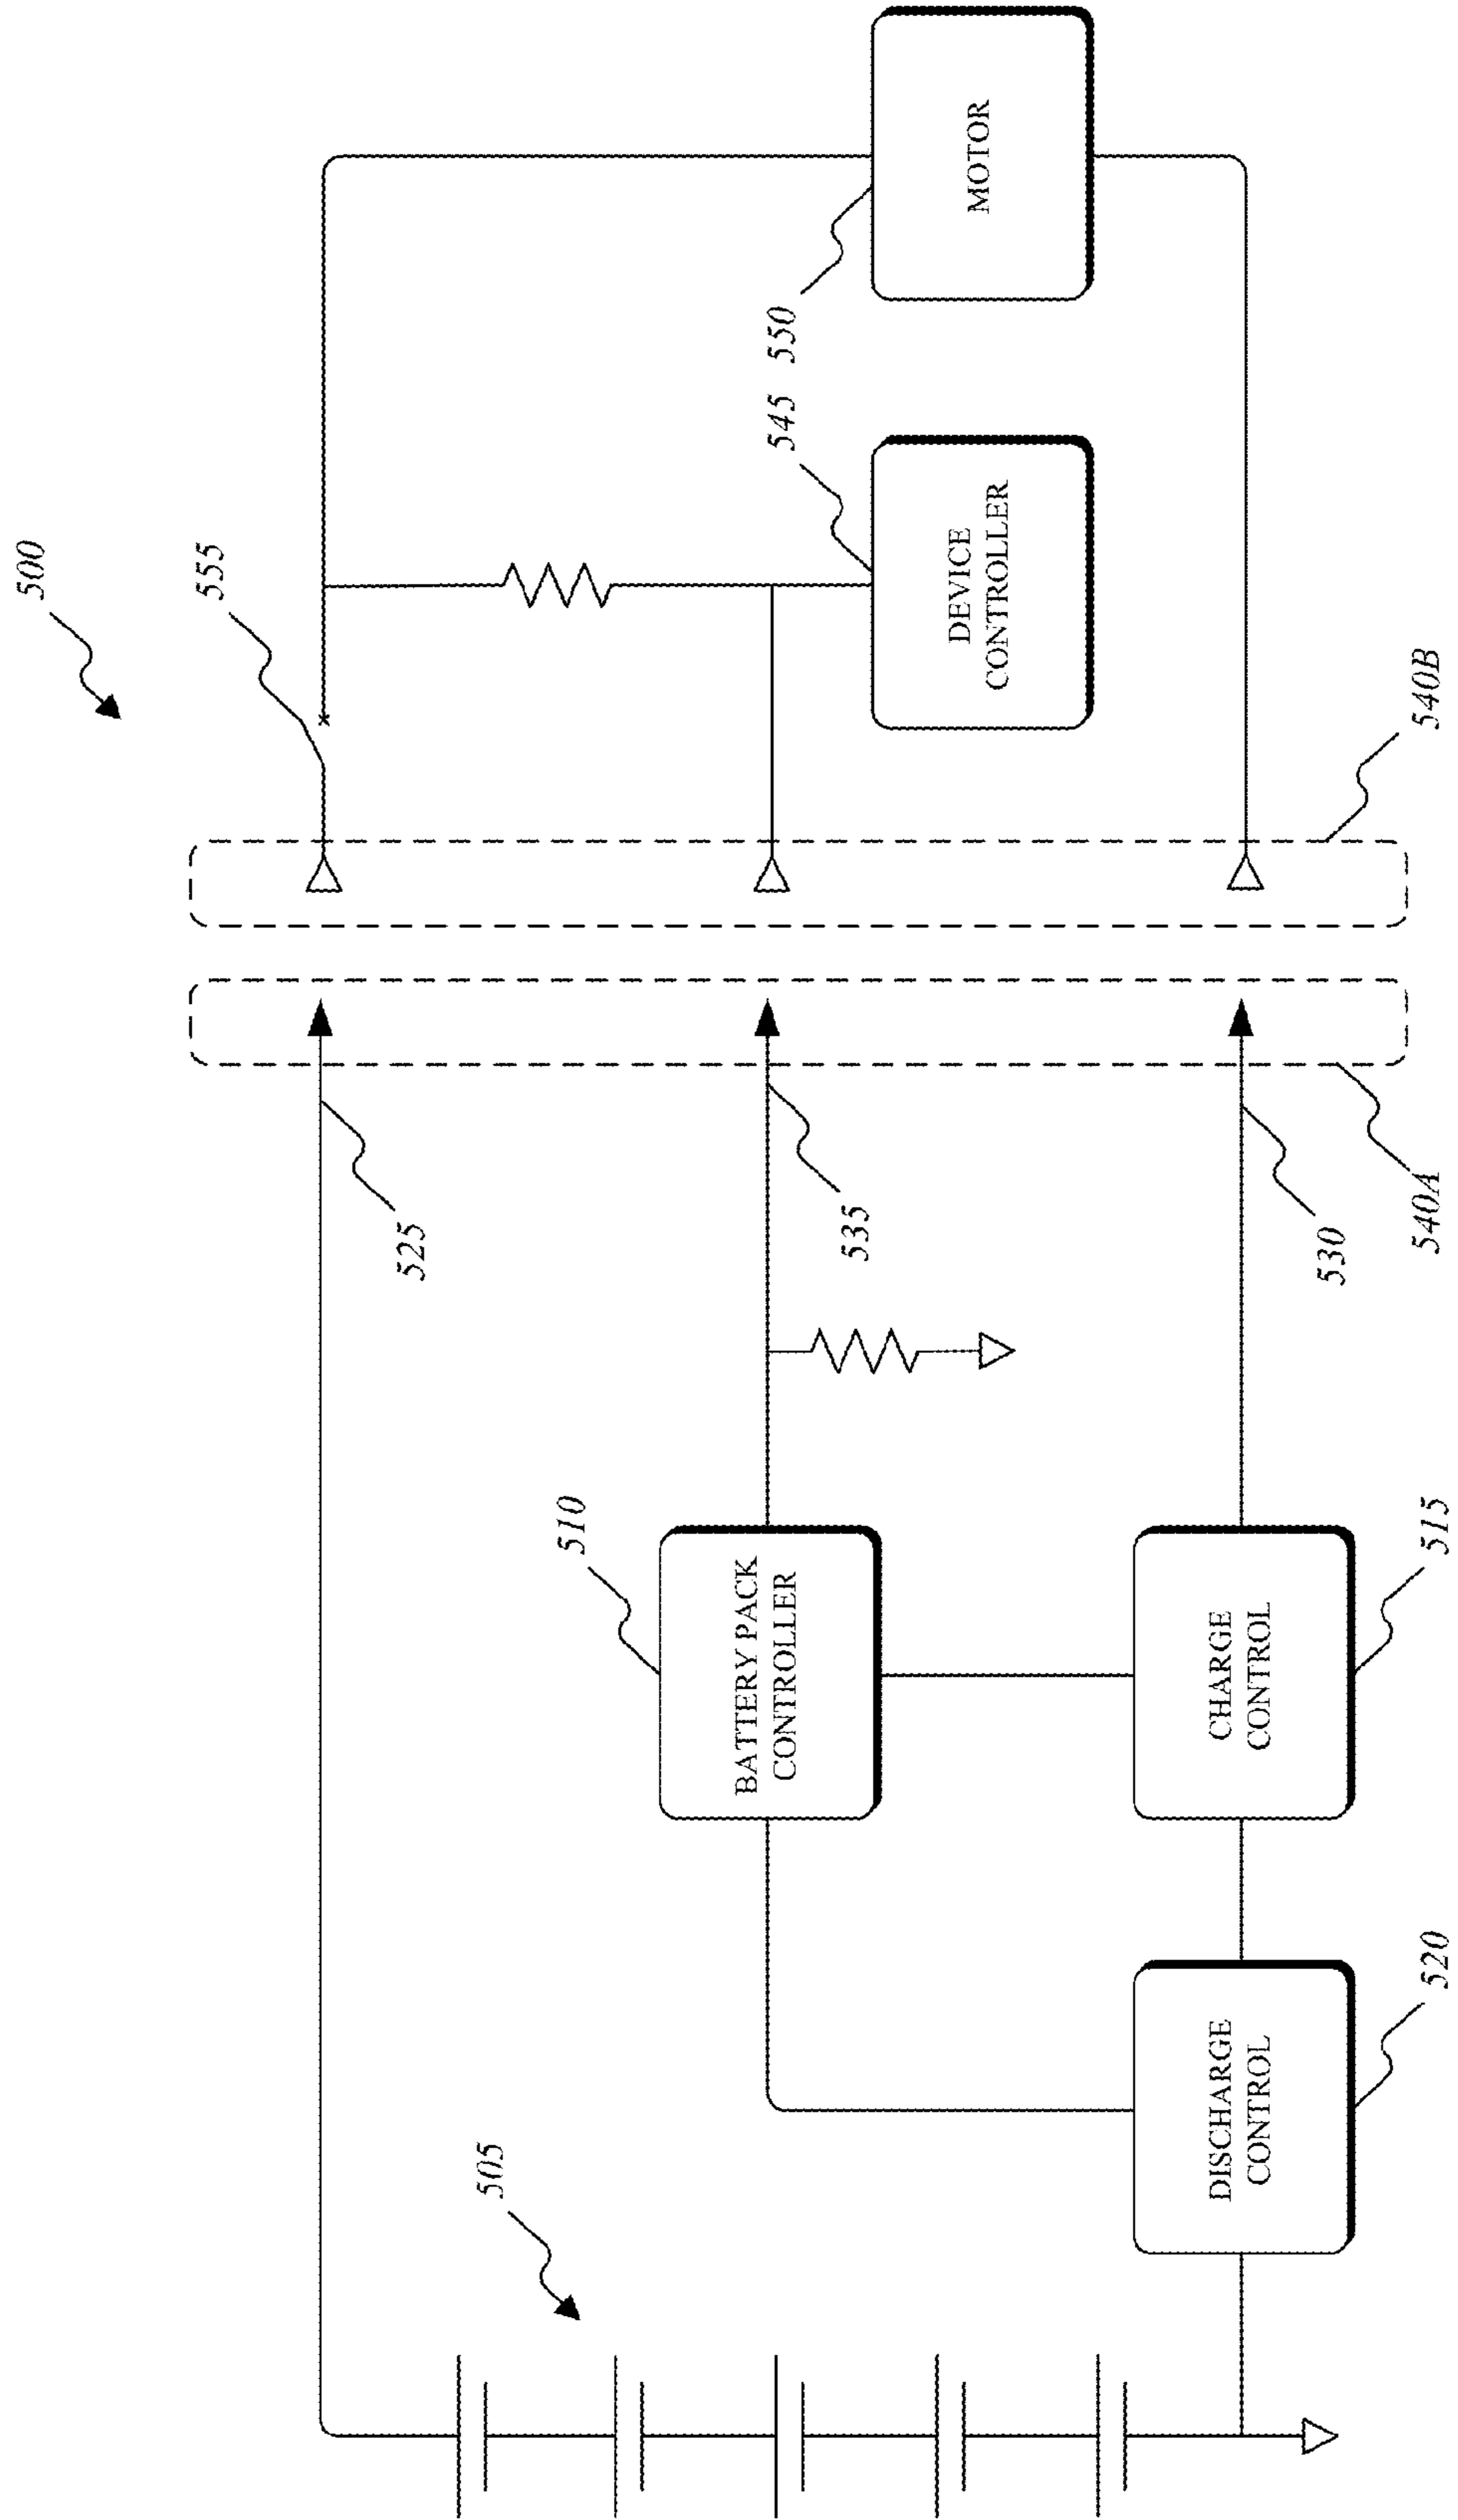 500
505
525
510
BATTERY PACK
CONTROLLER
535
DISCHARGE
CONTROL
520
CHARGE
CONTROL
515
530
540A
555
545
550
DEVICE
CONTROLLER
MOTOR
540B